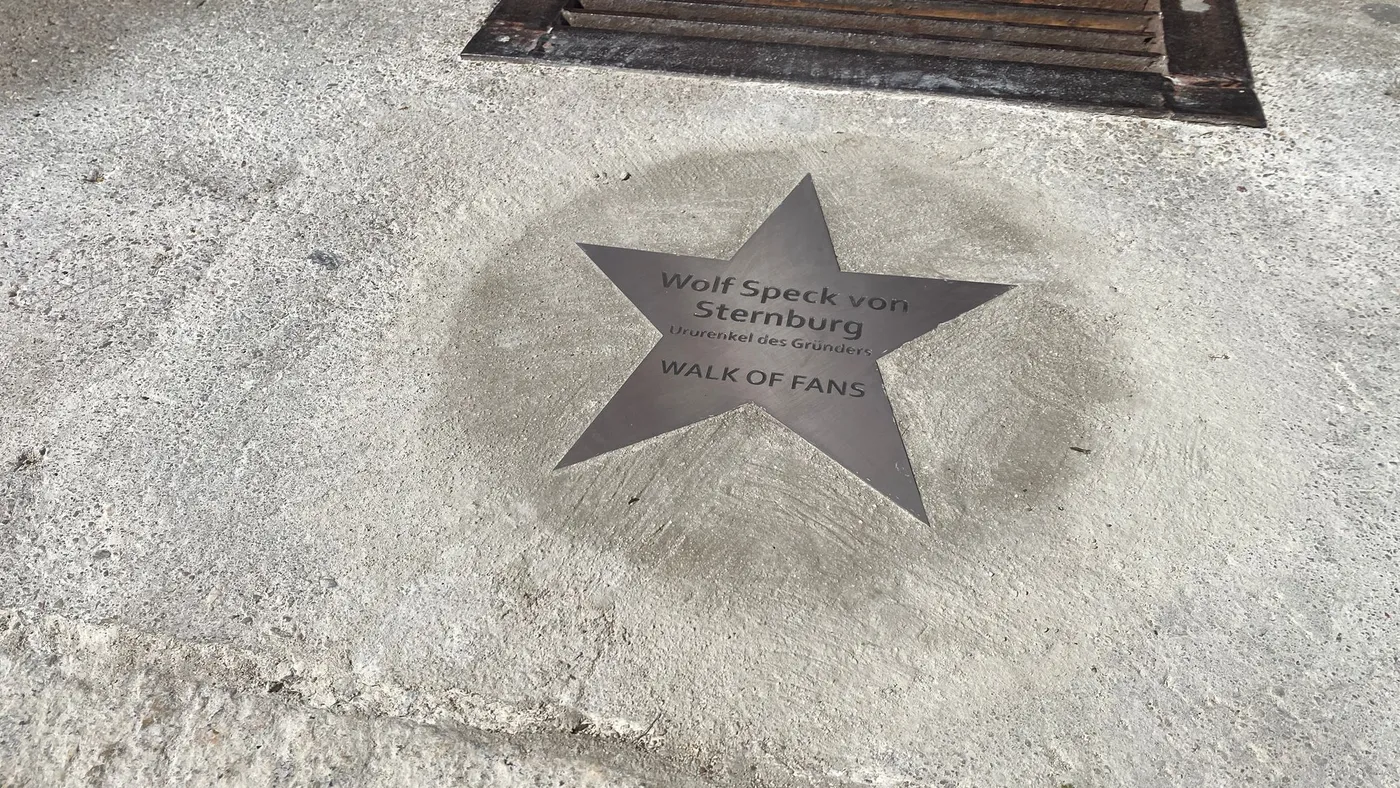 Wolf Speck von
Sternburg
Ururenkel des Gründers
WALK OF FANS